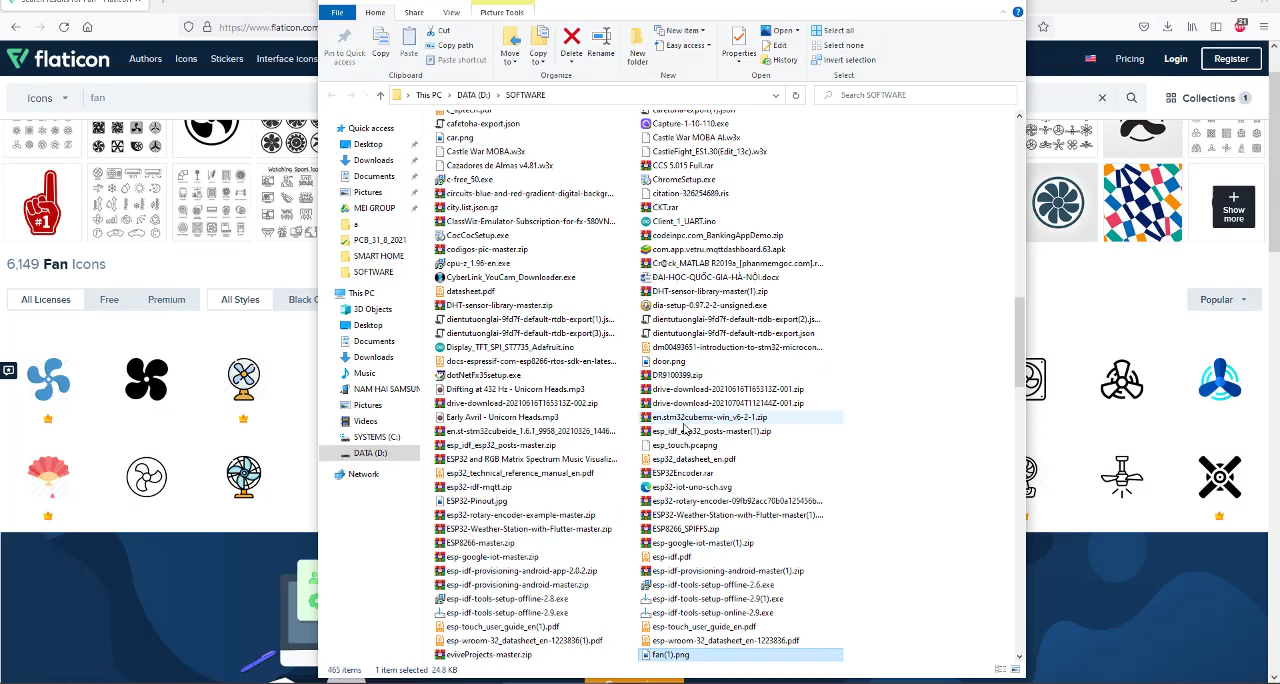 File
Home
Share
View
Picture Tools
https://www.flaticon.com
21
Pin to Quick access
Copy
Paste
Cut
Copy path
Paste shortcut
Clipboard
Move to
Copy to
Delete
Rename
Organize
New folder
New item
Easy access
New
Properties
Open
Edit
History
Open
Select all
Select none
Invert selection
Select
flaticon
Authors
Icons
Stickers
Interface icons
Pricing
Login
Register
Icons
fan
Collections 1
This PC
DATA (D:)
SOFTWARE
Search SOFTWARE
Quick access
Desktop
Downloads
Documents
Pictures
MEI GROUP
a
PCB_31_8_2021
SMART HOME
SOFTWARE
This PC
3D Objects
Desktop
Documents
Downloads
Music
NAM HAI SAMSUN
Pictures
Videos
SYSTEMS (C:)
DATA (D:)
Network
cafetoha-export.json
car.png
Castle War MOBA.w3x
Cazadores de Almas v4.81.w3x
c-free_50.exe
circuits-blue-and-red-gradient-digital-backgr...
city.list.json.gz
ClassWiz-Emulator-Subscription-for-fx-580VN...
CocCocSetup.exe
codigos-pic-master.zip
cpu-z_1.96-en.exe
CyberLink_YouCam_Downloader.exe
datasheet.pdf
DHT-sensor-library-master.zip
dientutuonglai-9fd7f-default-rtdb-export(1).js...
dientutuonglai-9fd7f-default-rtdb-export(3).js...
Display_TFT_SPI_ST7735_Adafruit.ino
docs-espressif-com-esp8266-rtos-sdk-en-lates...
dotNetFx35setup.exe
Drifting at 432 Hz - Unicorn Heads.mp3
drive-download-20210616T165313Z-002.zip
Early Avril - Unicorn Heads.mp3
en.st-stm32cubeide_1.6.1_9958_20210326_1446...
esp_idf_esp32_posts-master.zip
ESP32 and RGB Matrix Spectrum Music Visualiz...
esp32_technical_reference_manual_en.pdf
esp32-idf-mqtt.zip
ESP32-Pinout.jpg
esp32-rotary-encoder-example-master.zip
ESP32-Weather-Station-with-Flutter-master.zip
ESP8266-master.zip
esp-google-iot-master.zip
esp-idf-provisioning-android-app-2.0.2.zip
esp-idf-provisioning-android-master.zip
esp-idf-tools-setup-offline-2.8.exe
esp-idf-tools-setup-offline-2.9.exe
esp-touch_user_guide_en(1).pdf
esp-wroom-32_datasheet_en-1223836(1).pdf
eviveProjects-master.zip
Capture-1-10-110.exe
Castle War MOBA AI.w3x
CastleFight_ES1.30(Edit_13c).w3x
CCS 5.015 Full.rar
ChromeSetup.exe
citation-326254689.ris
CKT.rar
Client_1_UART.ino
codeinpc.com_BankingAppDemo.zip
com.app.vetru.mqttdashboard.63.apk
Cr@ck_MATLAB R2019a_[phanmengoc.com].r...
ĐẠI-HỌC-QUỐC-GIA-HÀ-NỘI.docx
DHT-sensor-library-master(1).zip
dia-setup-0.97.2-2-unsigned.exe
dientutuonglai-9fd7f-default-rtdb-export(2).js...
dientutuonglai-9fd7f-default-rtdb-export.json
dm00493651-introduction-to-stm32-microcon...
door.png
DR9100399.zip
drive-download-20210616T165313Z-001.zip
drive-download-20210704T112144Z-001.zip
en.stm32cubemx-win_v6-2-1.zip
esp_idf_esp32_posts-master(1).zip
esp_touch.pcapng
esp32_datasheet_en.pdf
ESP32Encoder.rar
esp32-iot-uno-sch.svg
esp32-rotary-encoder-09fb92acc70b0a125456b...
ESP32-Weather-Station-with-Flutter-master(1)....
ESP8266_SPIFFS.zip
esp-google-iot-master(1).zip
esp-idf.pdf
esp-idf-provisioning-android-master(1).zip
esp-idf-tools-setup-offline-2.6.exe
esp-idf-tools-setup-offline-2.9(1).exe
esp-idf-tools-setup-online-2.9.exe
esp-touch_user_guide_en.pdf
esp-wroom-32_datasheet_en-1223836.pdf
fan(1).png
465 items
1 item selected 24.8 KB
#1
Show more
6,149 Fan Icons
All Licenses
Free
Premium
All Styles
Black
Popular